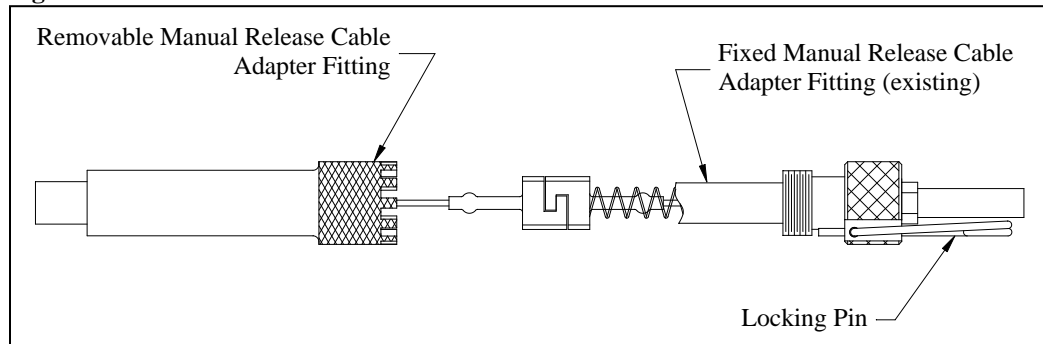 Removable Manual Release Cable
Adapter Fitting
Fixed Manual Release Cable
Adapter Fitting (existing)
Locking Pin